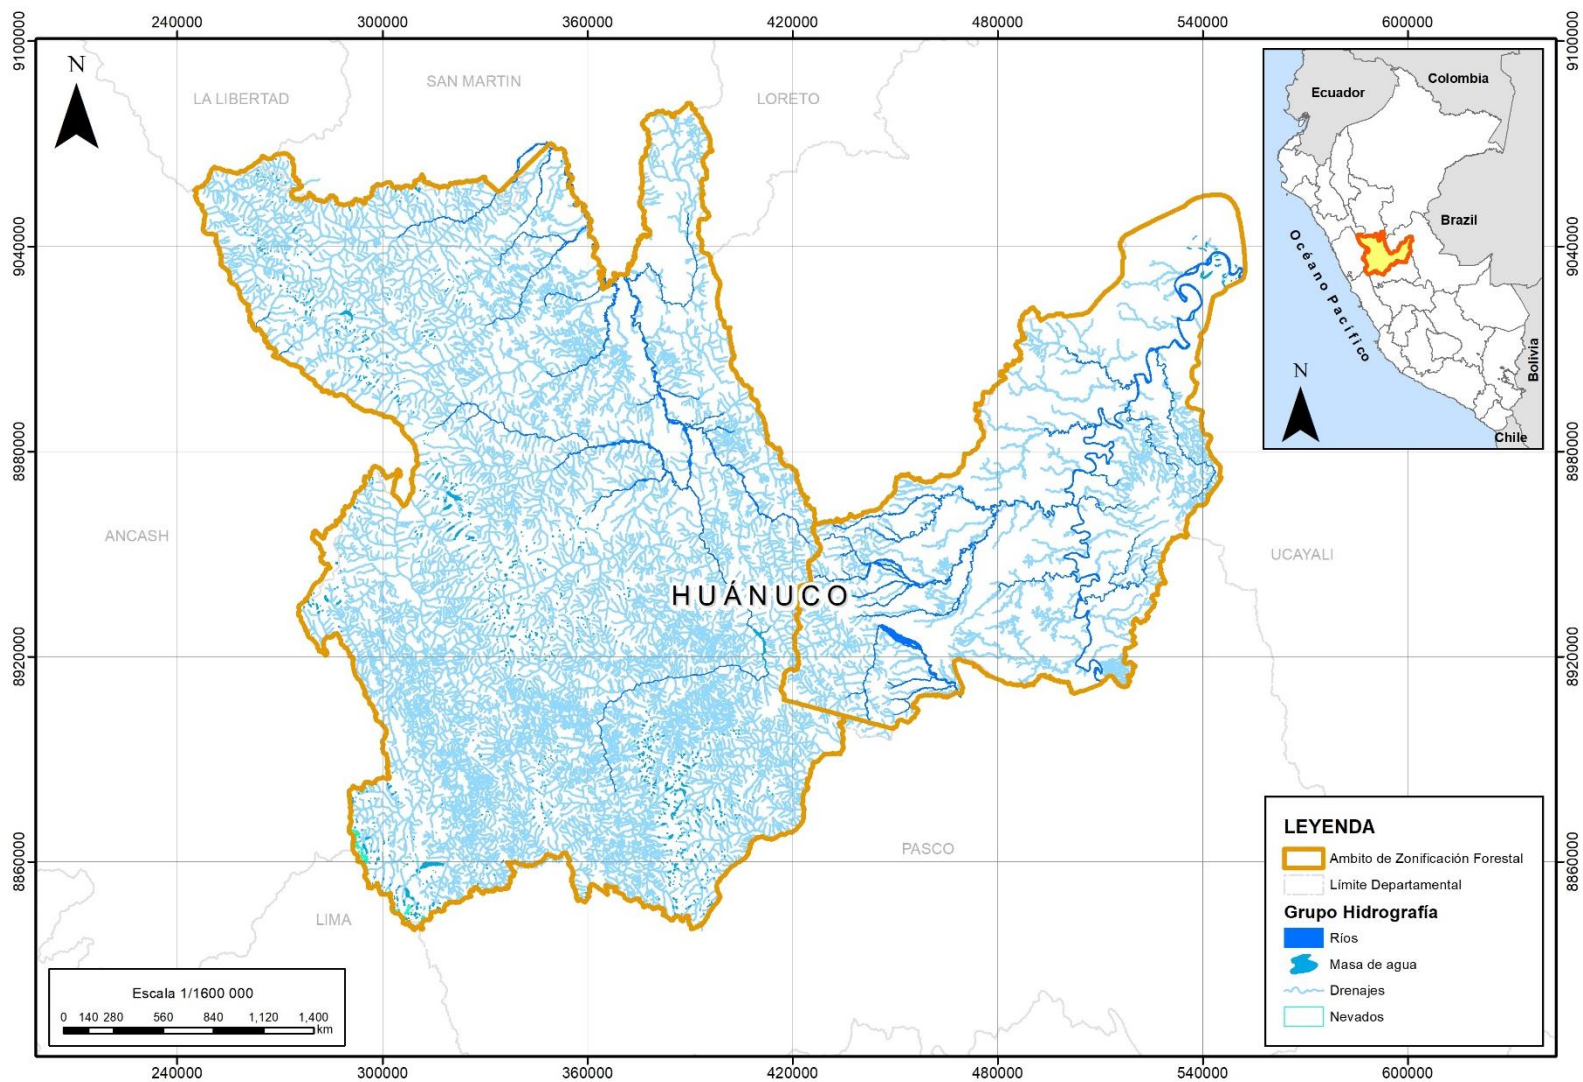 240000 300000 360000 420000 480000 540000 600000
9100000 9100000
N
LA LIBERTAD
SAN MARTIN
LORETO
Ecuador
Colombia
Brazil
Océano Pacífico
Bolivia
N
Chile
9040000 9040000
8980000 8980000
ANCASH
UCAYALI
HUÁNUCO
8920000 8920000
PASCO
8860000 8860000
LIMA
LEYENDA
Ambito de Zonificación Forestal
Límite Departamental
Grupo Hidrografía
Ríos
Masa de agua
Drenajes
Nevados
Escala 1/1600 000
0 140 280 560 840 1,120 1,400
km
240000 300000 360000 420000 480000 540000 600000